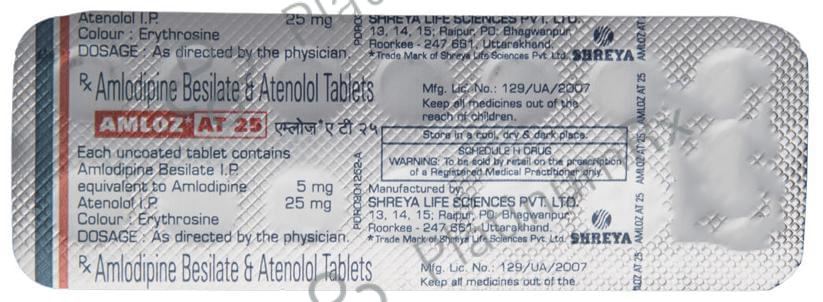 Atenolol I.P. 25 mg
Colour : Erythrosine
DOSAGE : As directed by the physician.
SHREYA LIFE SCIENCES PVT. LTD.
13, 14, 15; Raipur, PO: Bhagwanpur,
Roorkee - 247 661, Uttarakhand.
*Trade Mark of Shreya Life Sciences Pvt. Ltd. SHREYA
Rx Amlodipine Besilate & Atenolol Tablets
AMLOZ* AT 25 एम्लोज* ए टी २५
Mfg. Lic. No.: 129/UA/2007
Keep all medicines out of the
reach of children.
Store in a cool, dry & dark place.
SCHEDULE H DRUG
WARNING: To be sold by retail on the prescription
of a Registered Medical Practitioner only.
Each uncoated tablet contains
Amlodipine Besilate I.P.
equivalent to Amlodipine 5 mg
Atenolol I.P. 25 mg
Colour : Erythrosine
DOSAGE : As directed by the physician.
Manufactured by:
SHREYA LIFE SCIENCES PVT. LTD.
13, 14, 15; Raipur, PO: Bhagwanpur,
Roorkee - 247 661, Uttarakhand.
*Trade Mark of Shreya Life Sciences Pvt. Ltd. SHREYA
Rx Amlodipine Besilate & Atenolol Tablets
Mfg. Lic. No.: 129/UA/2007
Keep all medicines out of the
AMLOZ AT 25 AMLOZ AT 25 AMLOZ AT 25 AMLOZ AT 25